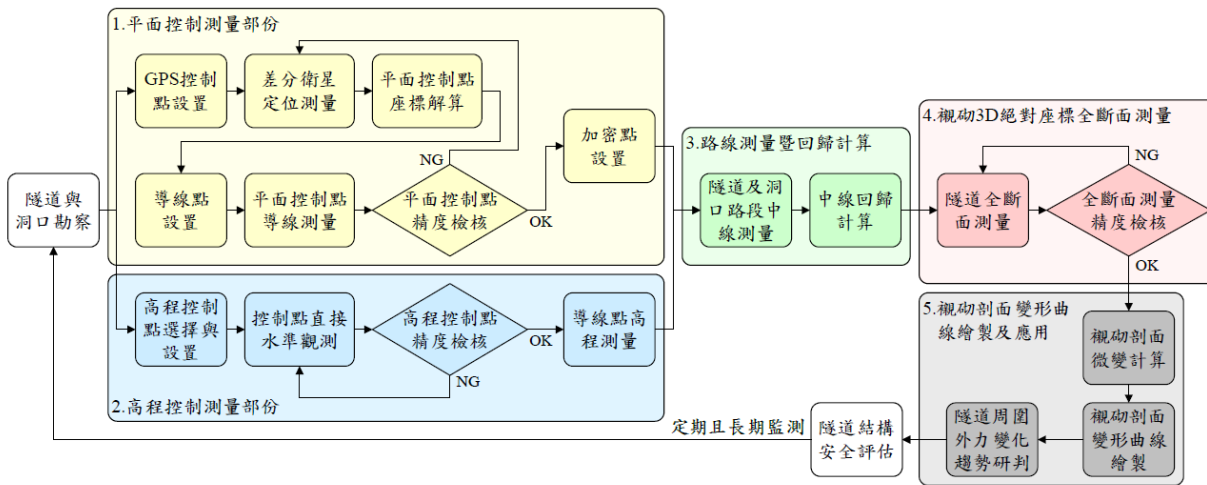 1.平面控制測量部份
GPS控制
點設置
差分衛星
定位測量
平面控制點
座標解算
導線點
設置
平面控制點
導線測量
平面控制點
精度檢核
NG
OK
加密點
設置
隧道與
洞口勘察
高程控制
點選擇與
設置
控制點直接
水準觀測
高程控制點
精度檢核
OK
NG
導線點高
程測量
2.高程控制測量部份
3.路線測量暨回歸計算
隧道及洞
口路段中
線測量
中線回歸
計算
4.襯砌3D絕對座標全斷面測量
NG
隧道全斷
面測量
全斷面測量
精度檢核
OK
5.襯砌剖面變形曲
線繪製及應用
襯砌剖面
微變計算
襯砌剖面
變形曲線
繪製
隧道周圍
外力變化
趨勢研判
隧道結構
安全評估
定期且長期監測